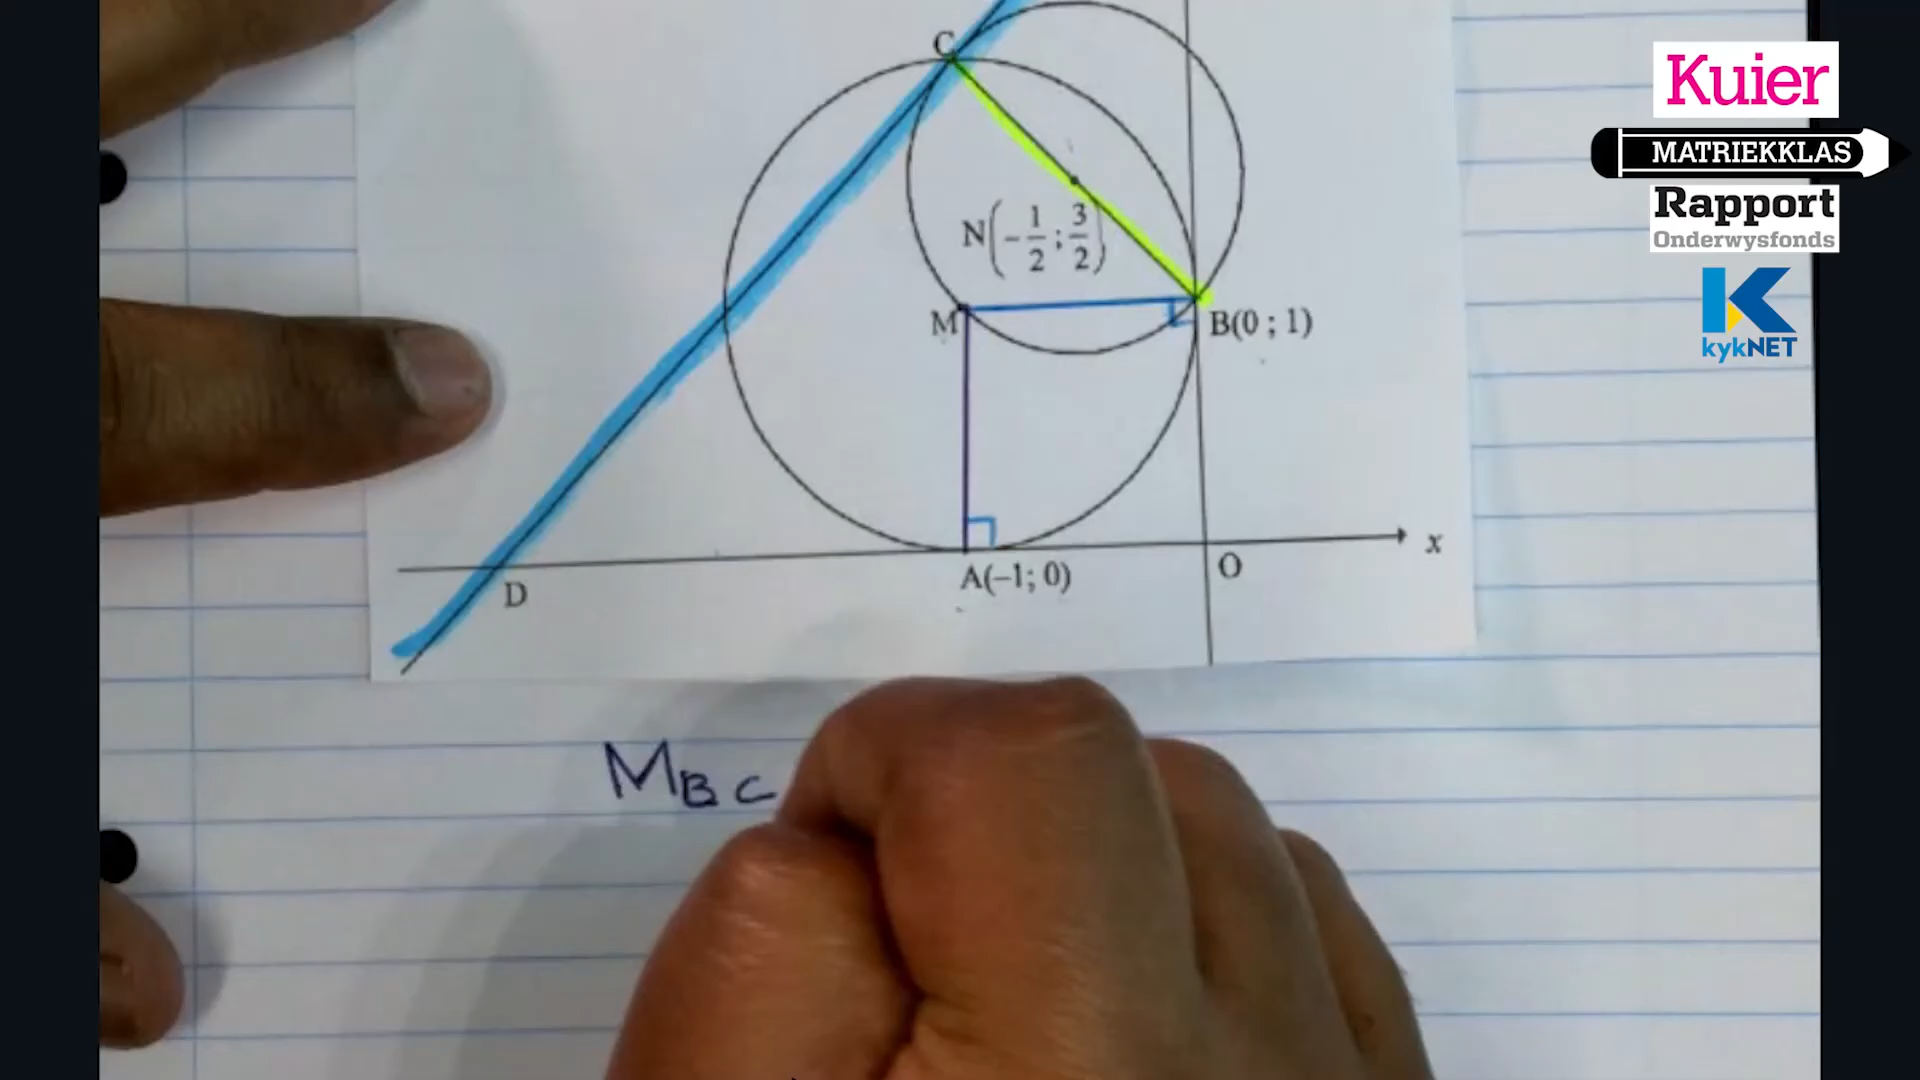 C
N(-1/2 ; 3/2)
M
B(0 ; 1)
A(–1; 0)
O
x
D
MBC
Kuier
MATRIEKKLAS
Rapport
Onderwysfonds
kykNET